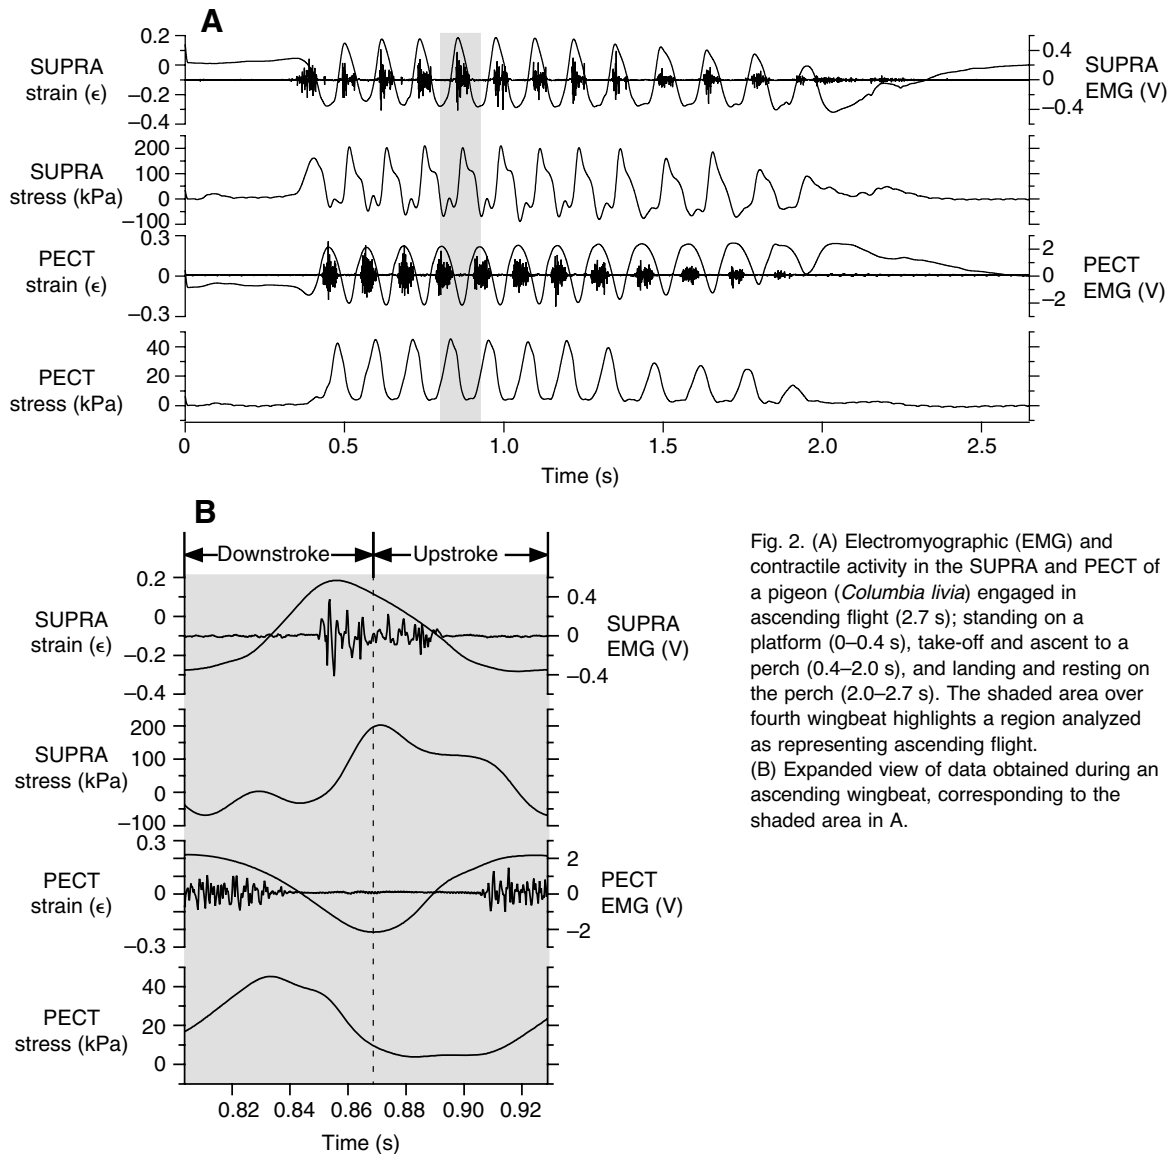 A
SUPRA
strain (ϵ)
0.2
0
–0.2
–0.4
0.4
0
–0.4
SUPRA
EMG (V)
SUPRA
stress (kPa)
200
100
0
–100
PECT
strain (ϵ)
0.3
0
–0.3
2
0
–2
PECT
EMG (V)
PECT
stress (kPa)
40
20
0
0 0.5 1.0 1.5 2.0 2.5
Time (s)
B
Downstroke Upstroke
SUPRA
strain (ϵ)
0.2
0
–0.2
–0.4
0.4
0
–0.4
SUPRA
EMG (V)
SUPRA
stress (kPa)
200
100
0
–100
PECT
strain (ϵ)
0.3
0
–0.3
2
0
–2
PECT
EMG (V)
PECT
stress (kPa)
40
20
0
0.82 0.84 0.86 0.88 0.90 0.92
Time (s)
Fig. 2. (A) Electromyographic (EMG) and
contractile activity in the SUPRA and PECT of
a pigeon (Columbia livia) engaged in
ascending flight (2.7 s); standing on a
platform (0–0.4 s), take-off and ascent to a
perch (0.4–2.0 s), and landing and resting on
the perch (2.0–2.7 s). The shaded area over
fourth wingbeat highlights a region analyzed
as representing ascending flight.
(B) Expanded view of data obtained during an
ascending wingbeat, corresponding to the
shaded area in A.